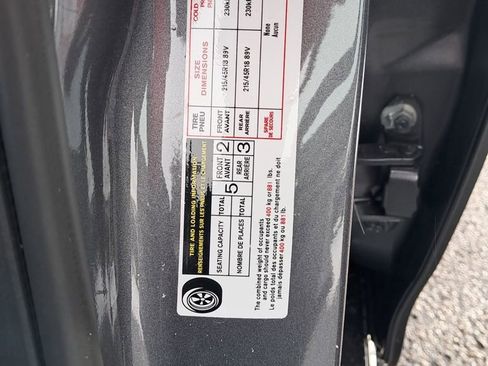 TIRE AND LOADING INFORMATION
RENSEIGNEMENTS SUR LES PNEUS ET LE CHARGEMENT
SEATING CAPACITY
NOMBRE DE PLACES
TOTAL
TOTAL
5
FRONT
AVANT
2
REAR
ARRIÈRE
3
The combined weight of occupants
and cargo should never exceed 400 kg or 881 lbs.
Le poids total des occupants et du chargement ne doit
jamais dépasser 400 kg ou 881 lb.
TIRE
PNEU
SIZE
DIMENSIONS
COLD
FRONT
AVANT
215/45R18 89V
230k
REAR
ARRIÈRE
215/45R18 89V
230k
SPARE
DE SECOURS
None
Aucun